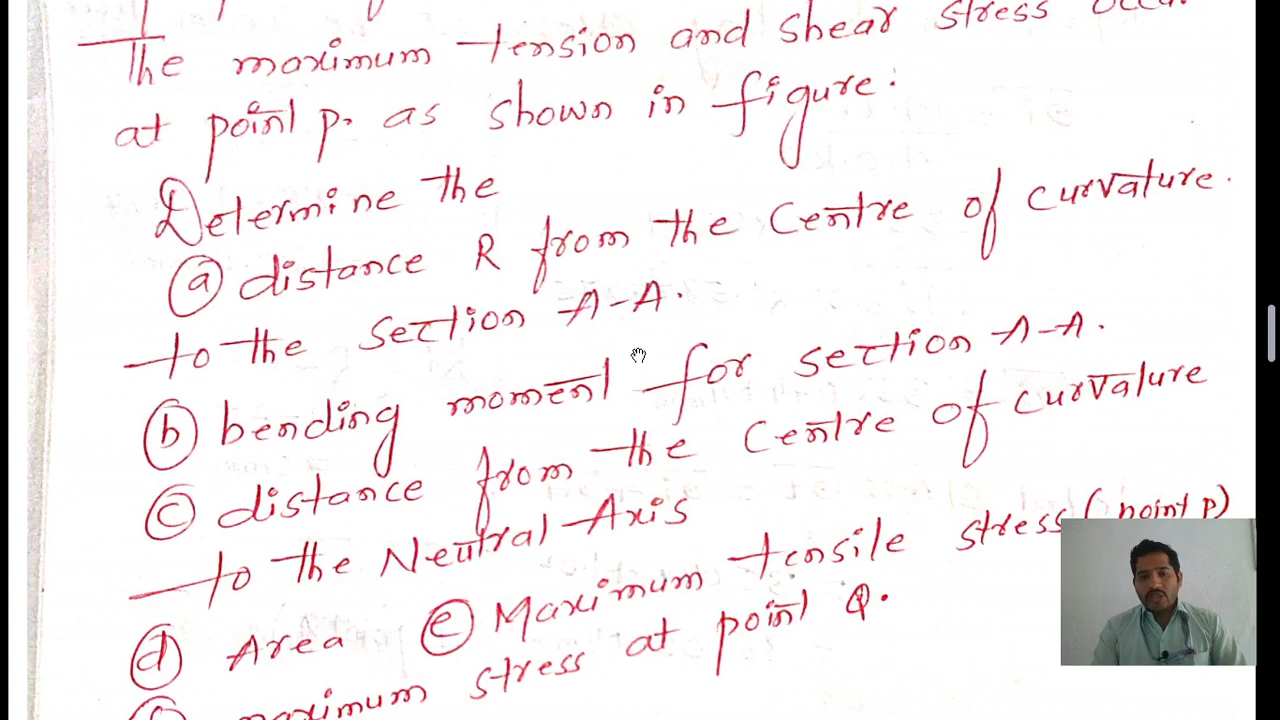 The maximum tension and shear stress occur
at point p. as shown in figure.
Determine the
(a) distance R from the Centre of curvature.
to the section A-A.
(b) bending moment for section A-A.
(c) distance from the Centre of curvature
to the Neutral Axis
(d) Area (e) Maximum tensile stress (point p)
maximum stress at point Q.